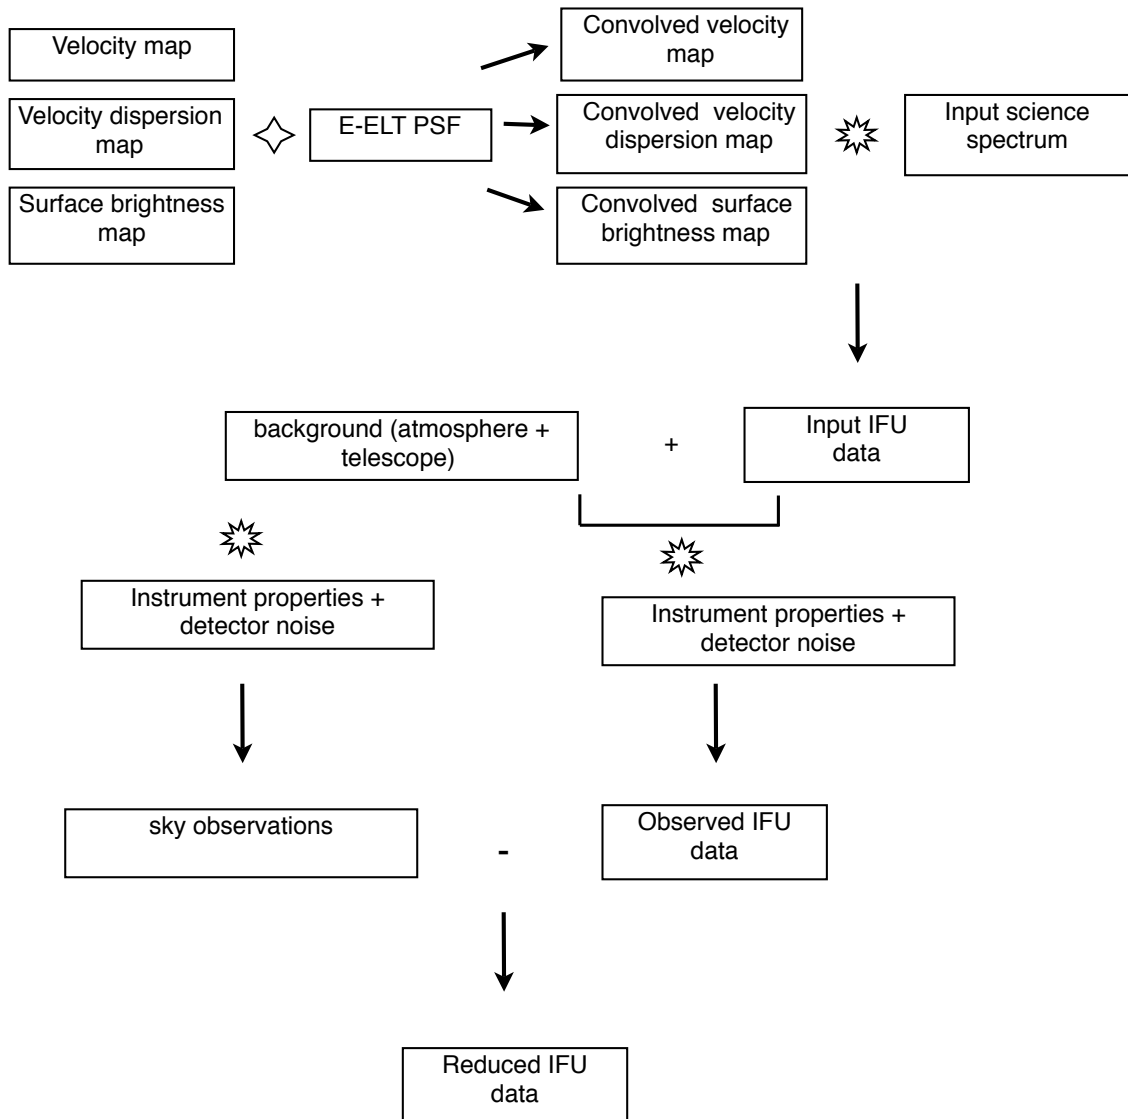 Velocity map
Velocity dispersion
map
Surface brightness
map
E-ELT PSF
Convolved velocity
map
Convolved velocity
dispersion map
Convolved surface
brightness map
Input science
spectrum
background (atmosphere +
telescope)
+
Input IFU
data
Instrument properties +
detector noise
Instrument properties +
detector noise
sky observations
-
Observed IFU
data
Reduced IFU
data